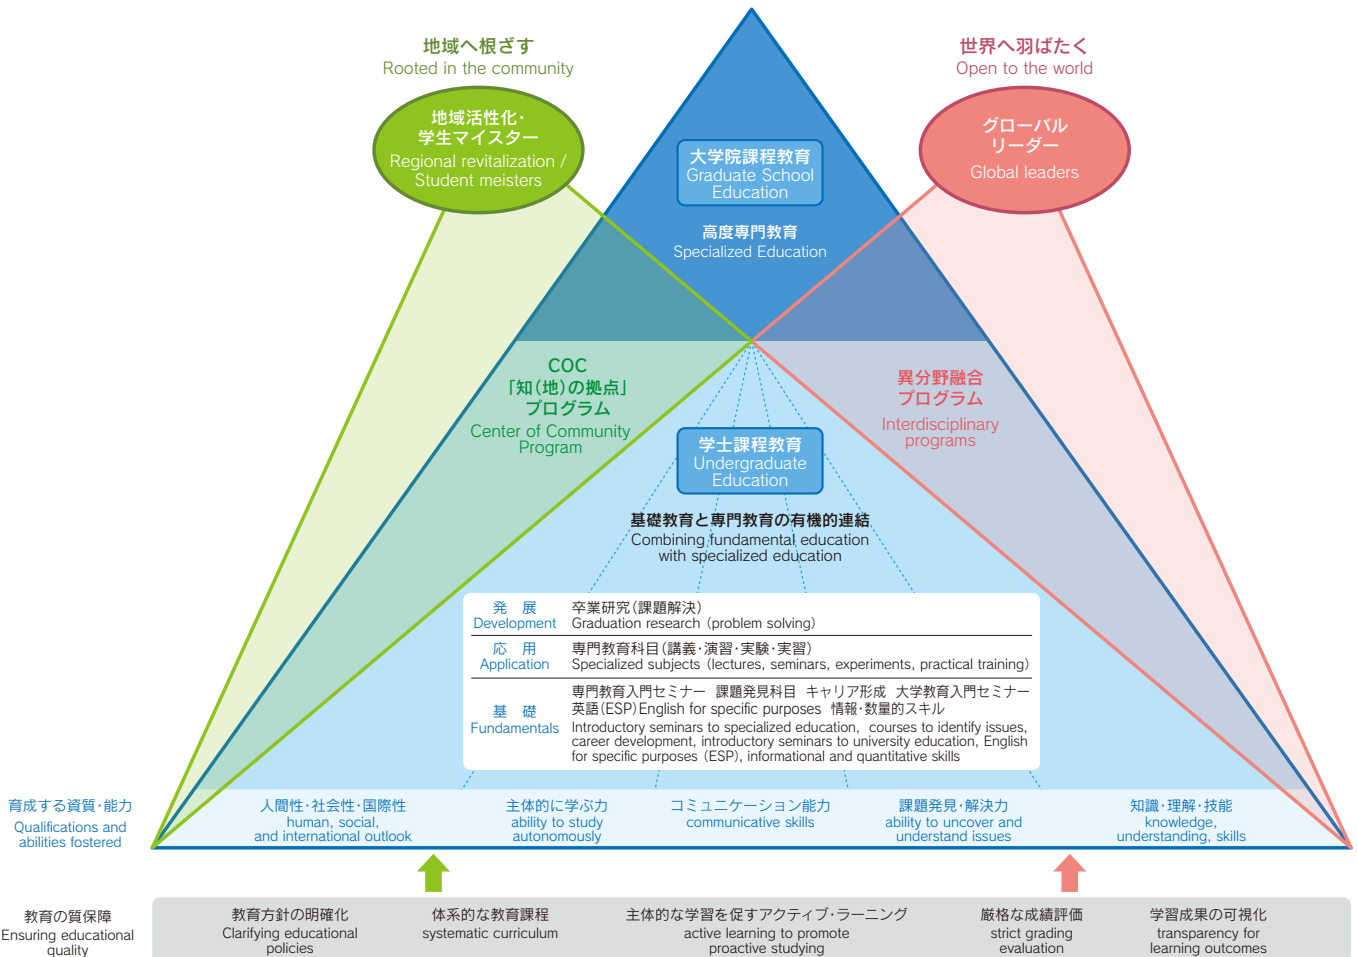 地域へ根ざす
Rooted in the community
世界へ羽ばたく
Open to the world
地域活性化・
学生マイスター
Regional revitalization /
Student meisters
グローバル
リーダー
Global leaders
大学院課程教育
Graduate School
Education
高度専門教育
Specialized Education
COC
「知(地)の拠点」
プログラム
Center of Community
Program
異分野融合
プログラム
Interdisciplinary
programs
学士課程教育
Undergraduate
Education
基礎教育と専門教育の有機的連結
Combining fundamental education
with specialized education
発 展
Development
卒業研究(課題解決)
Graduation research (problem solving)
応 用
Application
専門教育科目(講義・演習・実験・実習)
Specialized subjects (lectures, seminars, experiments, practical training)
基 礎
Fundamentals
専門教育入門セミナー 課題発見科目 キャリア形成 大学教育入門セミナー
英語(ESP)English for specific purposes 情報・数量的スキル
Introductory seminars to specialized education, courses to identify issues,
career development, introductory seminars to university education, English
for specific purposes (ESP), informational and quantitative skills
育成する資質・能力
Qualifications and
abilities fostered
人間性・社会性・国際性
human, social,
and international outlook
主体的に学ぶ力
ability to study
autonomously
コミュニケーション能力
communicative skills
課題発見・解決力
ability to uncover and
understand issues
知識・理解・技能
knowledge,
understanding, skills
教育の質保障
Ensuring educational
quality
教育方針の明確化
Clarifying educational
policies
体系的な教育課程
systematic curriculum
主体的な学習を促すアクティブ・ラーニング
active learning to promote
proactive studying
厳格な成績評価
strict grading
evaluation
学習成果の可視化
transparency for
learning outcomes